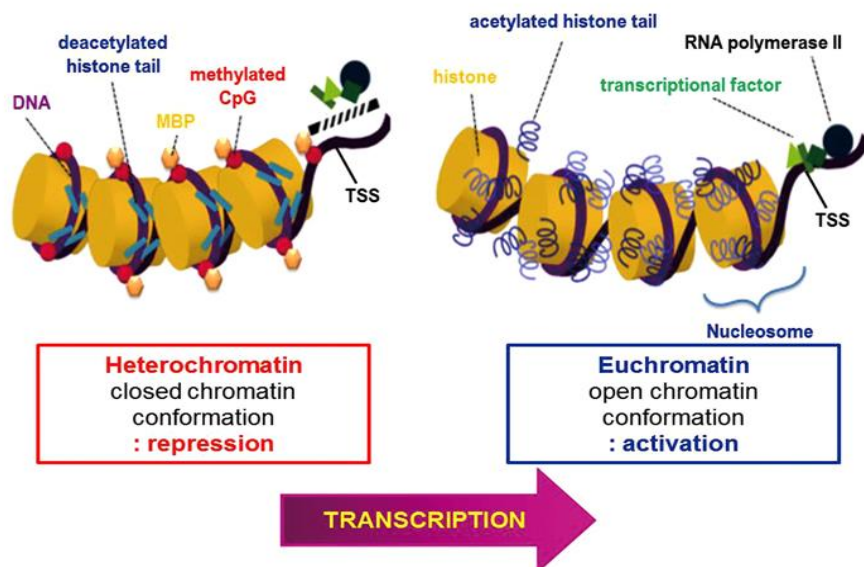 deacetylated
histone tail
DNA
MBP
methylated
CpG
TSS
acetylated histone tail
histone
RNA polymerase II
transcriptional factor
TSS
Nucleosome
Heterochromatin
closed chromatin
conformation
: repression
Euchromatin
open chromatin
conformation
: activation
TRANSCRIPTION